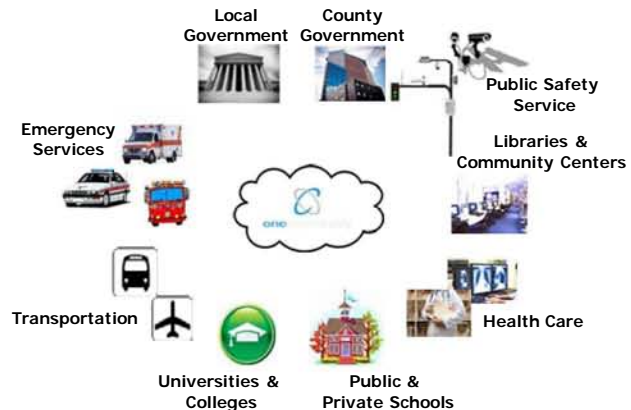 Local
Government
County
Government
Public Safety
Service
Emergency
Services
Libraries &
Community Centers
Transportation
Health Care
Universities &
Colleges
Public &
Private Schools
one